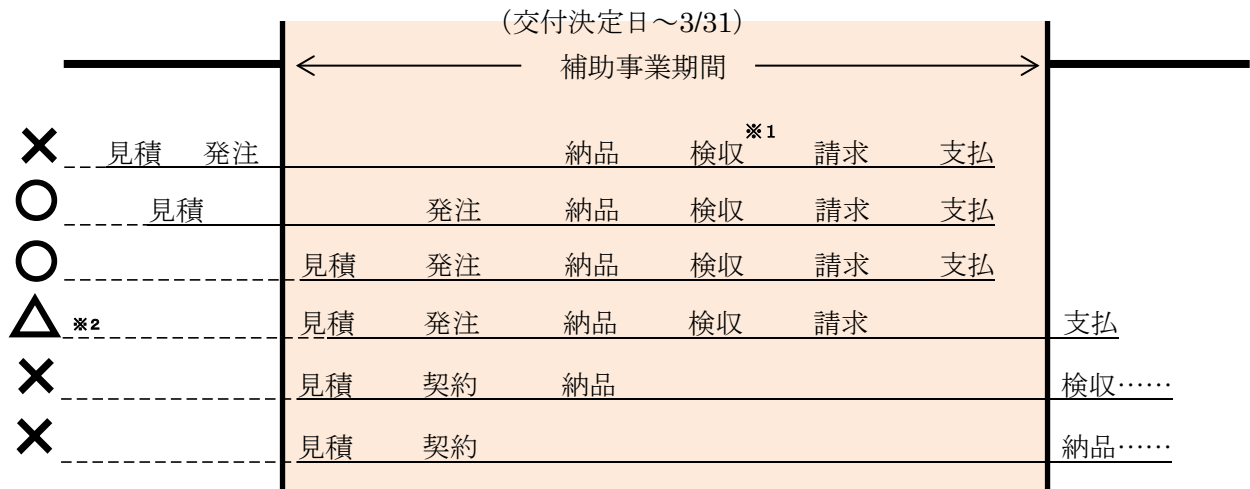 （交付決定日～3/31）
補助事業期間
× 見積 発注 納品 検収※1 請求 支払
○ 見積 発注 納品 検収 請求 支払
○ 見積 発注 納品 検収 請求 支払
△ ※2 見積 発注 納品 検収 請求 支払
× 見積 契約 納品 検収……
× 見積 契約 納品……